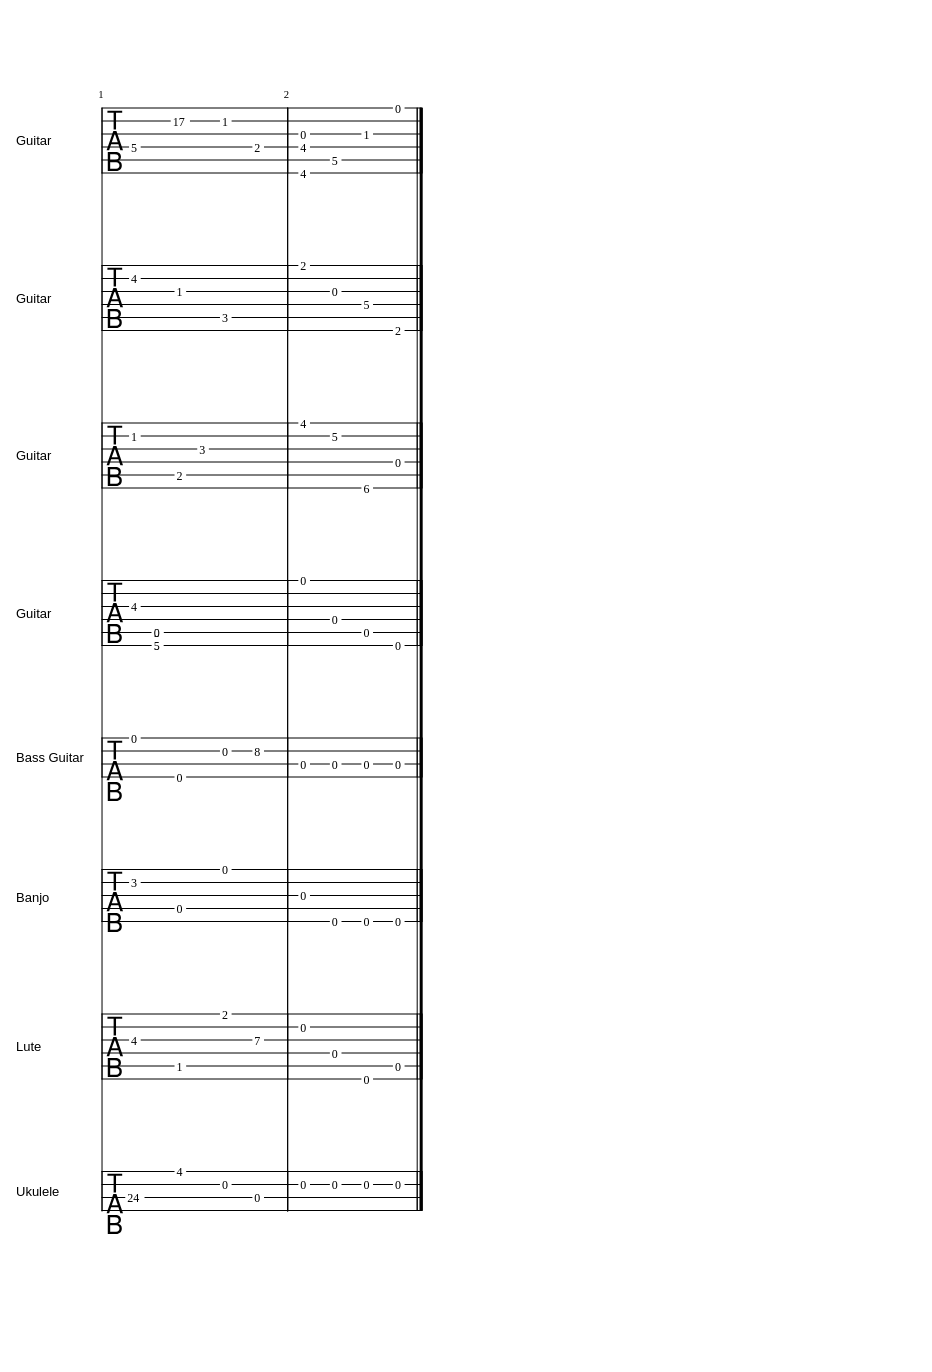 1 2
0
T 17 1
0 1
Guitar A 5 2 4
B 5
4
2
T 4
Guitar A 1 0
5
B 3
2
4
T 1 5
3
Guitar A 0
B 2
6
0
T
Guitar A 4
0
B 0 0
5 0
0
T 0 8
Bass Guitar A 0 0 0 0
B 0
0
T 3
Banjo A 0
0
B 0 0 0
2
T 0
Lute A 4 7
0
B 1 0
0
4
T 0 0 0 0 0
Ukulele A 24 0
B